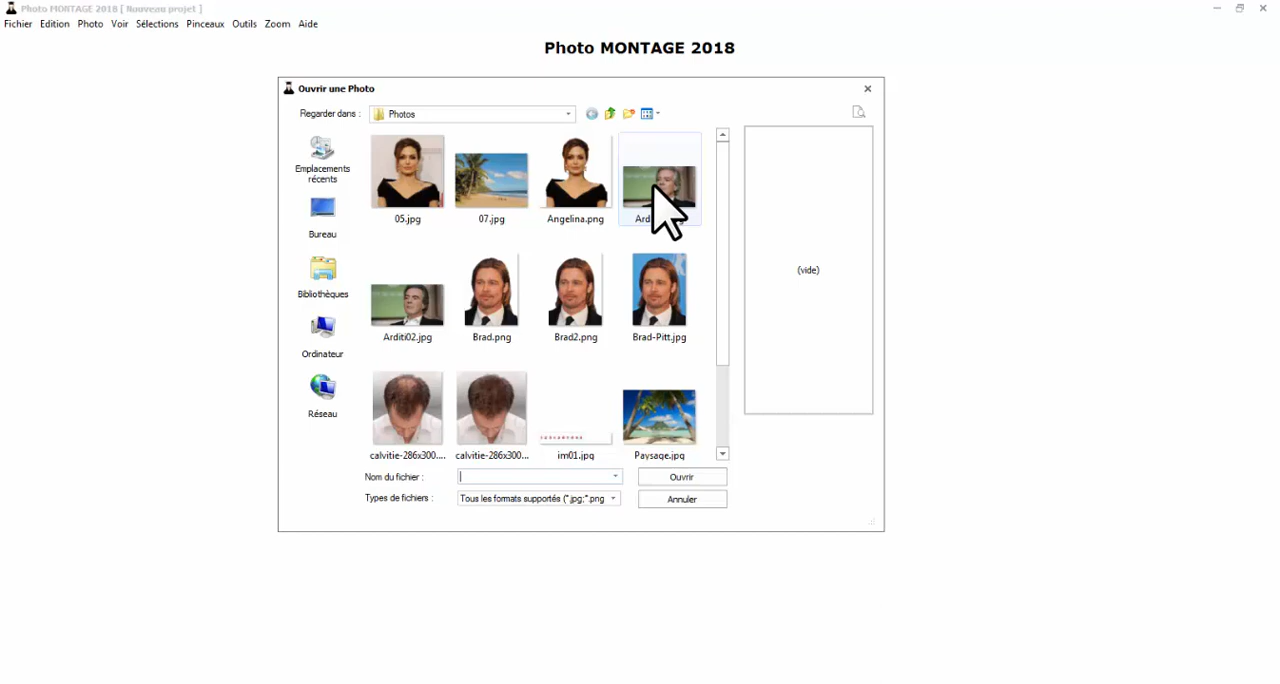 Photo MONTAGE 2018 [ Nouveau projet ]
Fichier Edition Photo Voir Sélections Pinceaux Outils Zoom Aide
Photo MONTAGE 2018
Ouvrir une Photo
Regarder dans : Photos
Emplacements récents
Bureau
Bibliothèques
Ordinateur
Réseau
05.jpg 07.jpg Angelina.png
Arditi02.jpg Brad.png Brad2.png Brad-Pitt.jpg
calvitie-286x300.... calvitie-286x300... im01.jpg Paysage.jpg
(vide)
Nom du fichier : Ouvrir
Types de fichiers : Tous les formats supportés (*.jpg;*.png Annuler